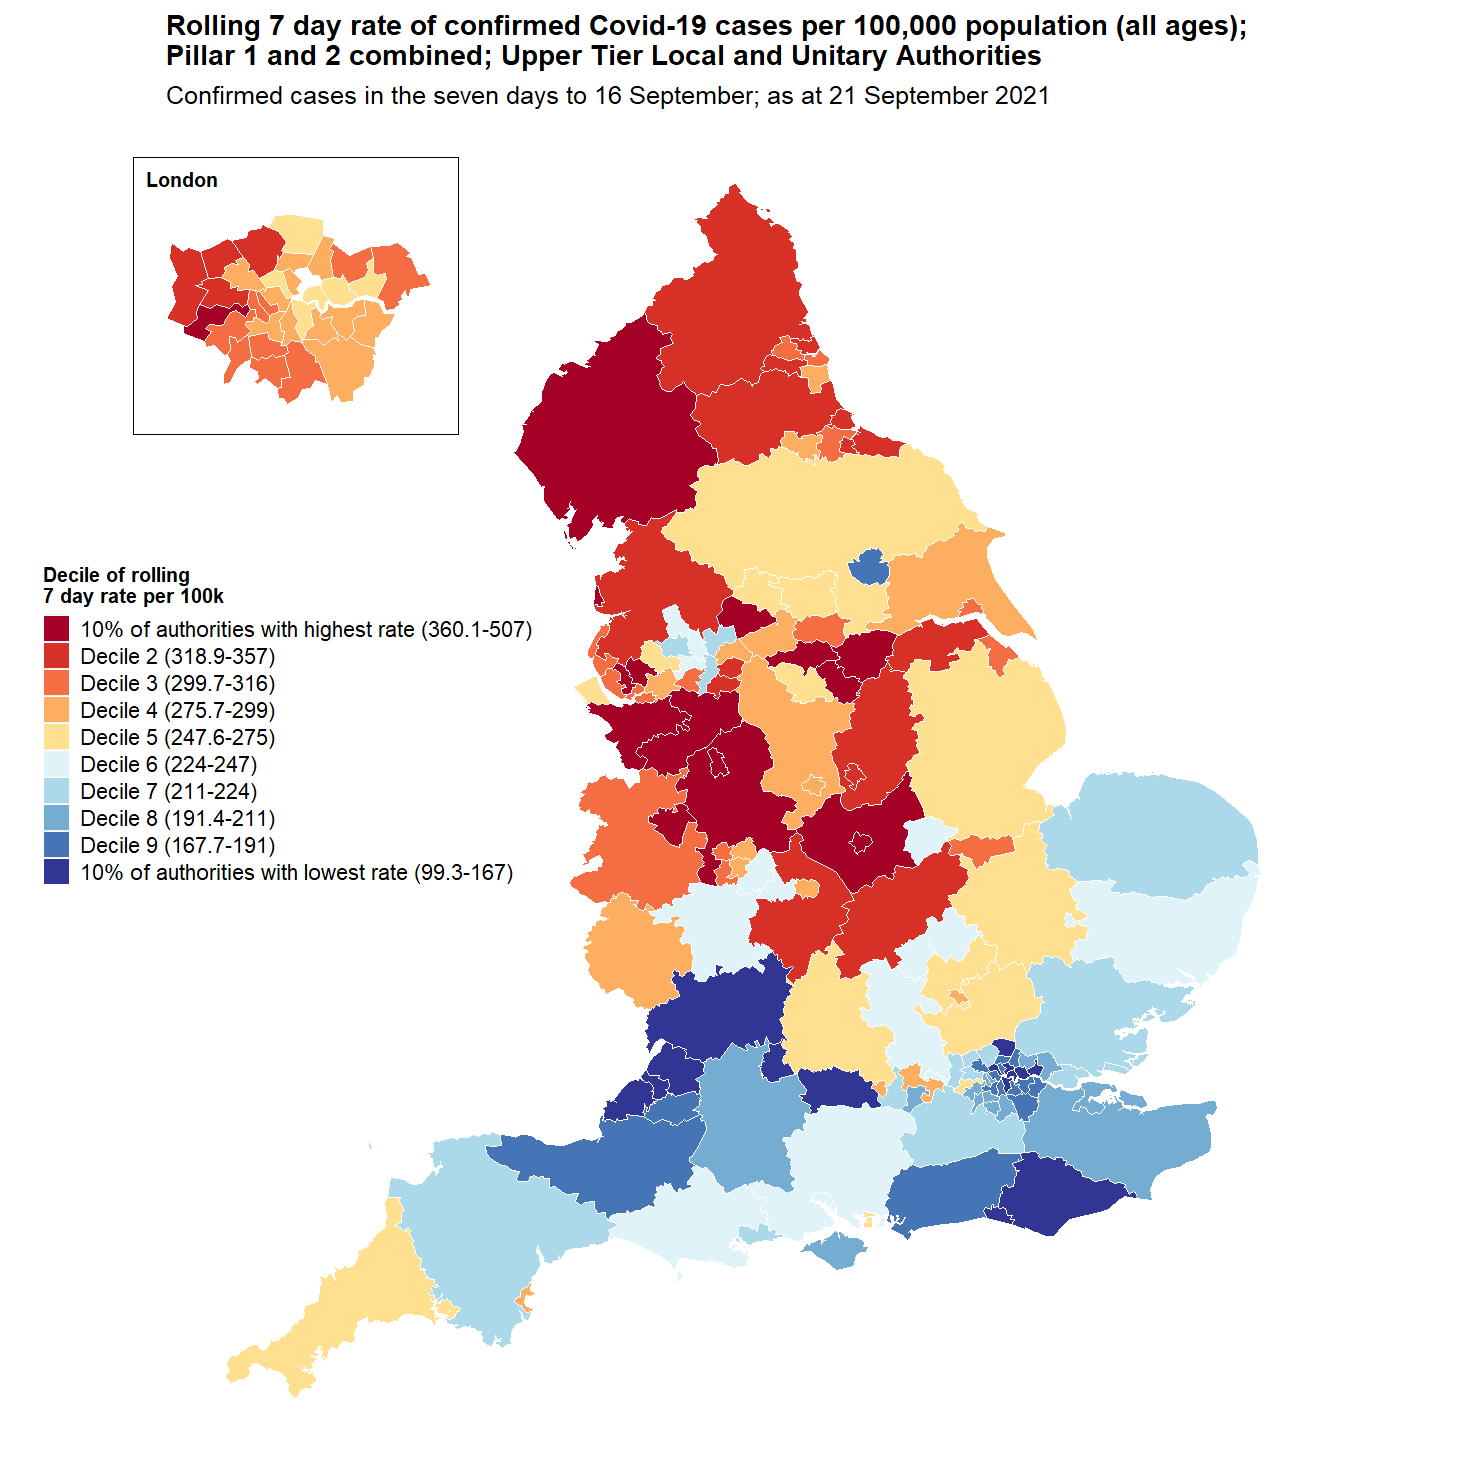 Rolling 7 day rate of confirmed Covid-19 cases per 100,000 population (all ages);
Pillar 1 and 2 combined; Upper Tier Local and Unitary Authorities
Confirmed cases in the seven days to 16 September; as at 21 September 2021
London
Decile of rolling
7 day rate per 100k
10% of authorities with highest rate (360.1-507)
Decile 2 (318.9-357)
Decile 3 (299.7-316)
Decile 4 (275.7-299)
Decile 5 (247.6-275)
Decile 6 (224-247)
Decile 7 (211-224)
Decile 8 (191.4-211)
Decile 9 (167.7-191)
10% of authorities with lowest rate (99.3-167)